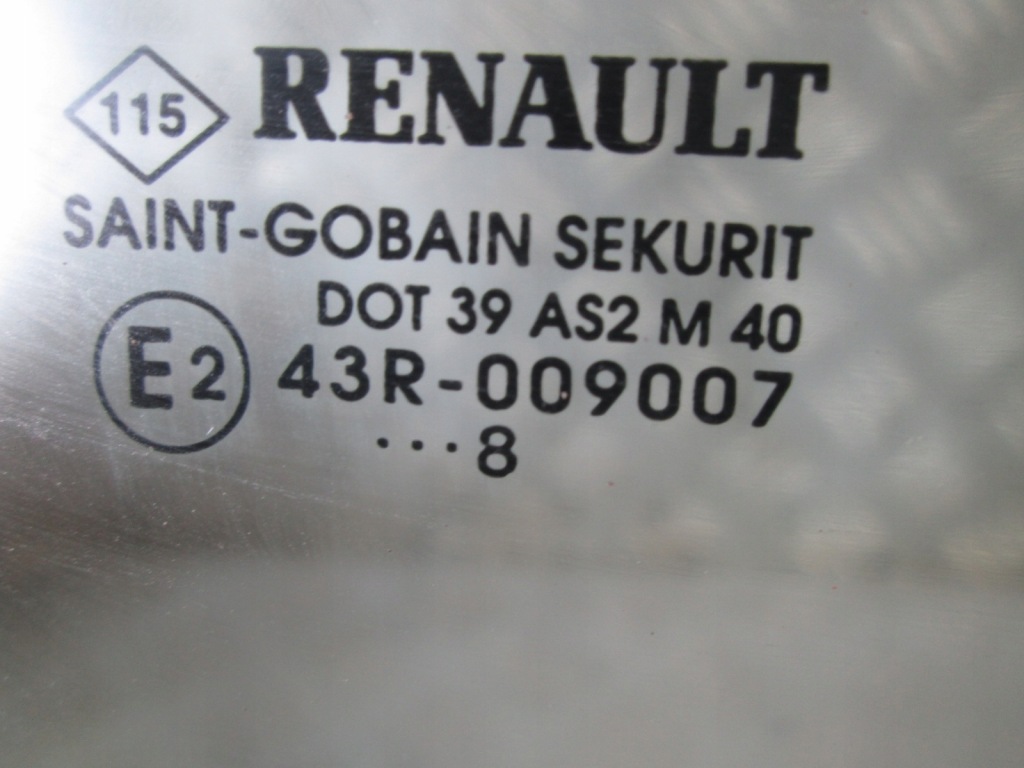 115 RENAULT
SAINT-GOBAIN SEKURIT
DOT 39 AS2 M 40
E2 43R-009007
...8